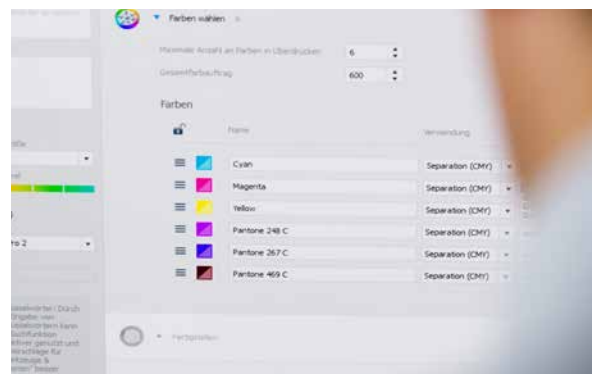 Farben wählen
Maximale Anzahl an Farben in Überdrucken
6
Gesamtfarbauftrag
600
Farben
Name
Verwendung
Cyan
Separation (CMY)
Magenta
Separation (CMY)
Yellow
Separation (CMY)
Pantone 248 C
Separation (CMY)
Pantone 267 C
Separation (CMY)
Pantone 469 C
Separation (CMY)
Fertigstellen